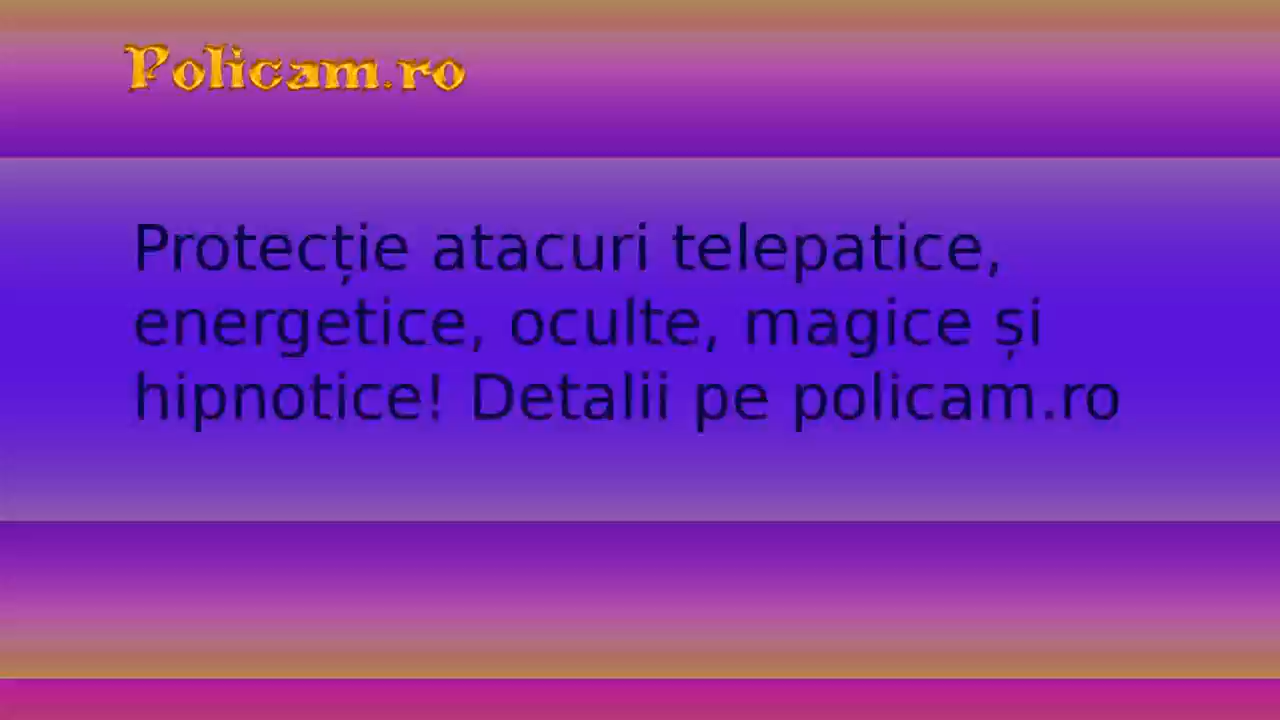 Policam.ro
Protecție atacuri telepatice,
energetice, oculte, magice și
hipnotice! Detalii pe policam.ro